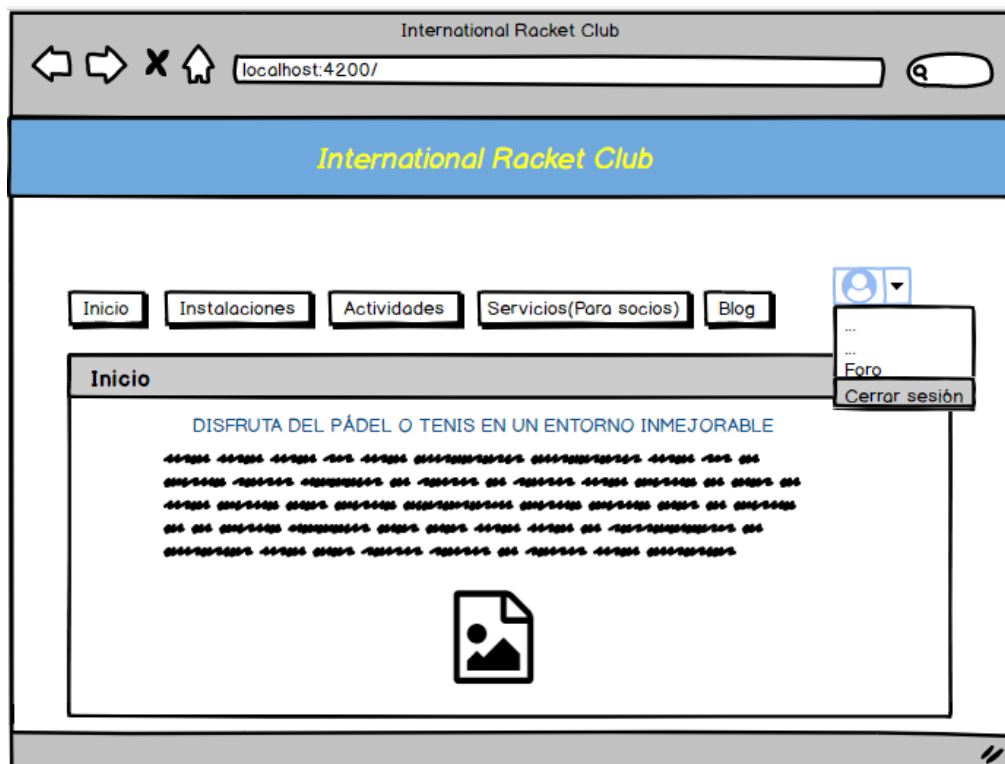 International Racket Club
localhost:4200/
International Racket Club
Inicio
Instalaciones
Actividades
Servicios(Para socios)
Blog
...
...
Foro
Cerrar sesión
Inicio
DISFRUTA DEL PÁDEL O TENIS EN UN ENTORNO INMEJORABLE